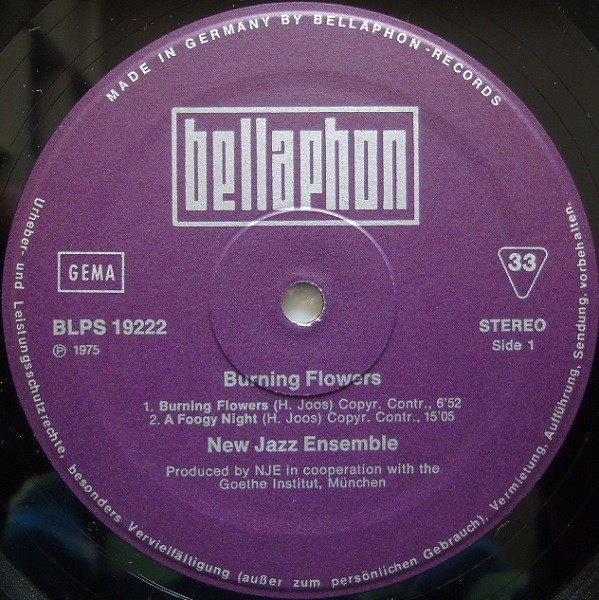 MADE IN GERMANY BY BELLAPHON-RECORDS
bellaphon
GEMA
33
BLPS 19222
STEREO
℗ 1975
Side 1
Burning Flowers
1. Burning Flowers (H. Joos) Copyr. Contr., 6'52
2. A Foogy Night (H. Joos) Copyr. Contr., 15'05
New Jazz Ensemble
Produced by NJE in cooperation with the
Goethe Institut, München
Urheber- und Leistungsschutzrechte, besonders Vervielfältigung (außer zum persönlichen Gebrauch), Vermietung, Aufführung, Sendung, vorbehalten.